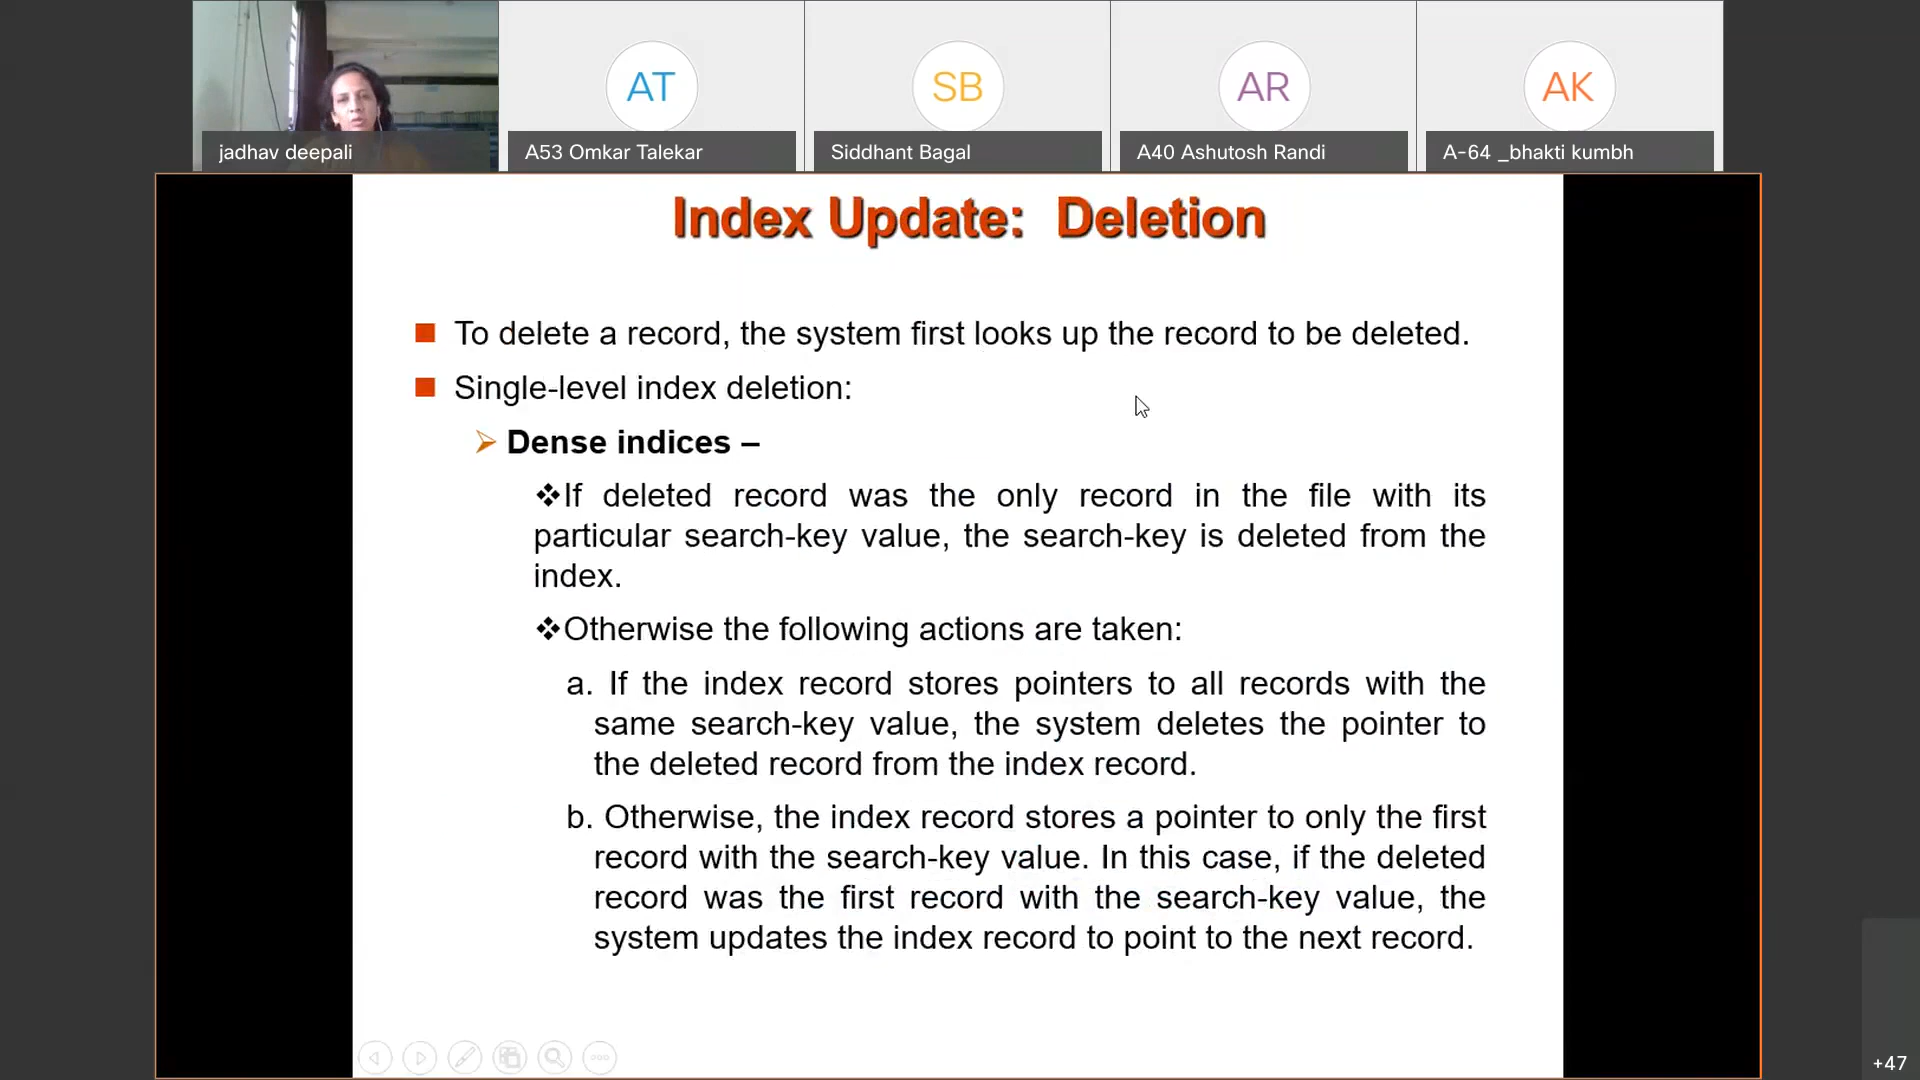 AT
SB
AR
AK
jadhav deepali
A53 Omkar Talekar
Siddhant Bagal
A40 Ashutosh Randi
A-64 _bhakti kumbh
Index Update: Deletion
To delete a record, the system first looks up the record to be deleted.
Single-level index deletion:
Dense indices –
If deleted record was the only record in the file with its
particular search-key value, the search-key is deleted from the
index.
Otherwise the following actions are taken:
a. If the index record stores pointers to all records with the
same search-key value, the system deletes the pointer to
the deleted record from the index record.
b. Otherwise, the index record stores a pointer to only the first
record with the search-key value. In this case, if the deleted
record was the first record with the search-key value, the
system updates the index record to point to the next record.
+47